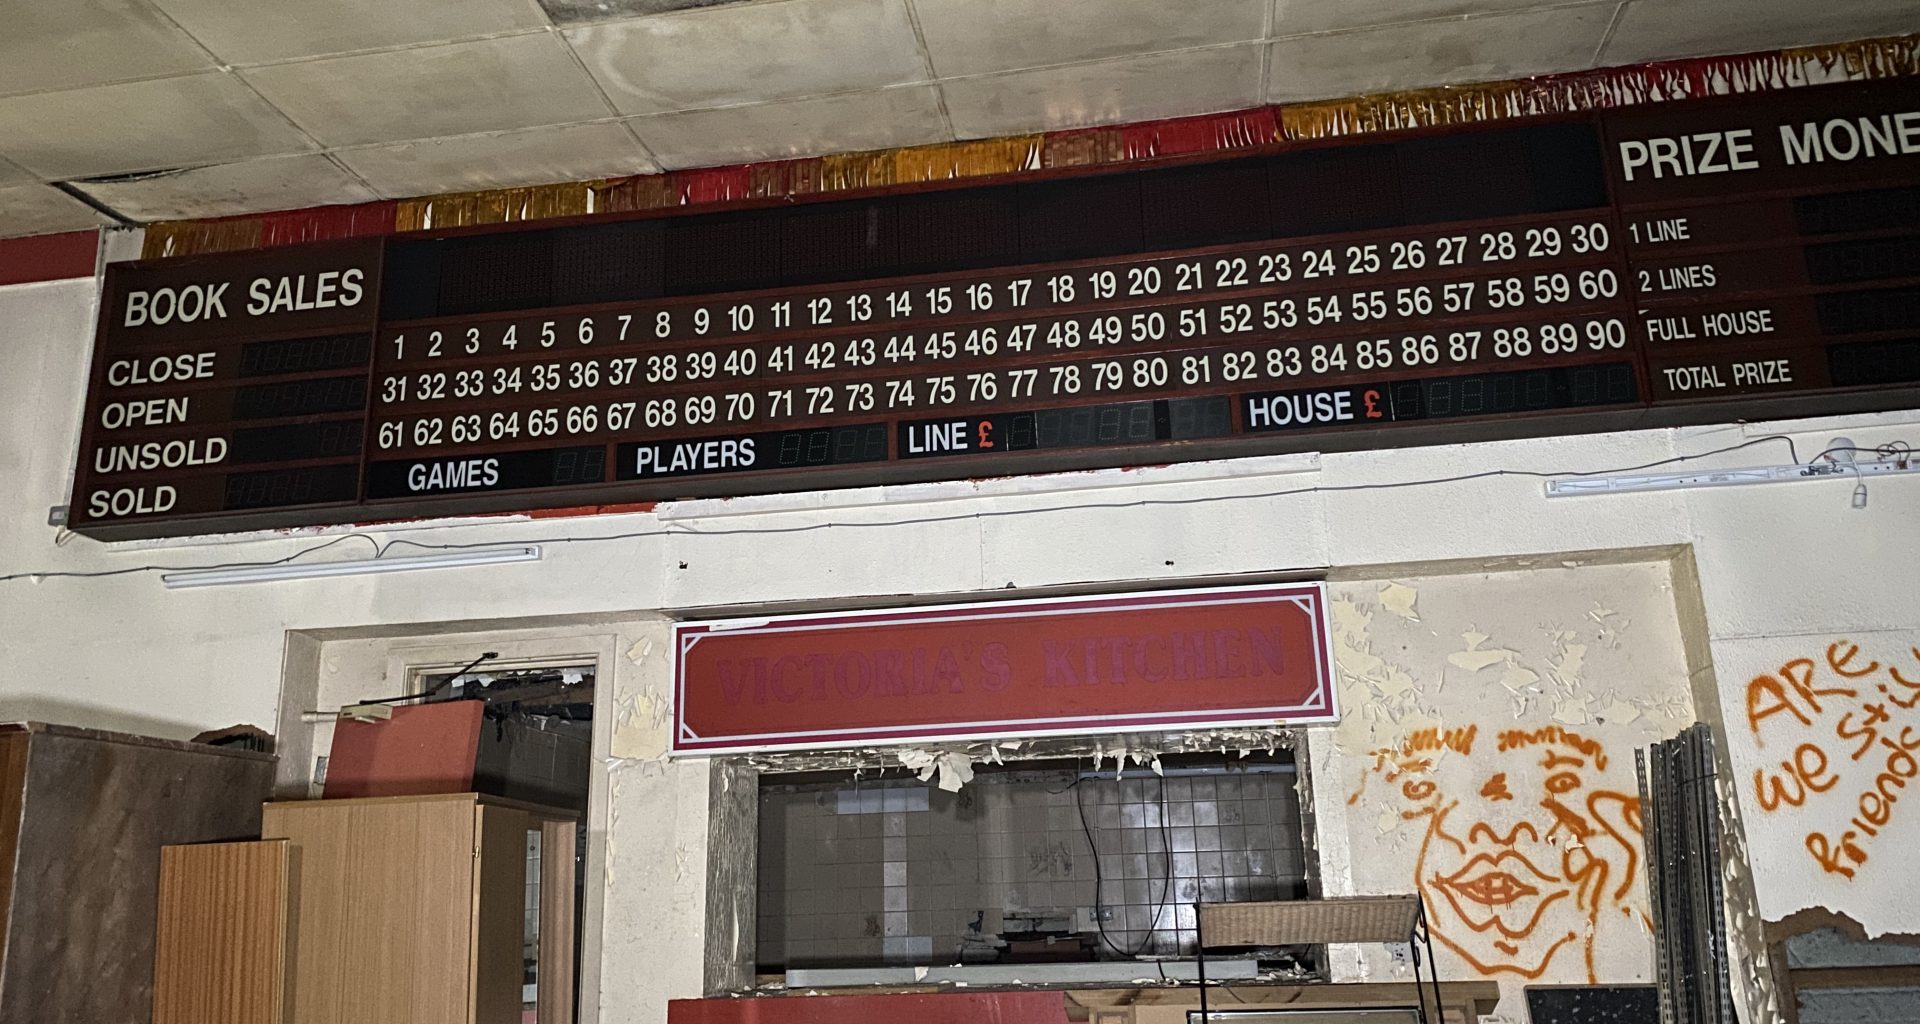 BOOK SALES
CLOSE
OPEN
UNSOLD
SOLD
1 2 3 4 5 6 7 8 9 10 11 12 13 14 15 16 17 18 19 20 21 22 23 24 25 26 27 28 29 30
31 32 33 34 35 36 37 38 39 40 41 42 43 44 45 46 47 48 49 50 51 52 53 54 55 56 57 58 59 60
61 62 63 64 65 66 67 68 69 70 71 72 73 74 75 76 77 78 79 80 81 82 83 84 85 86 87 88 89 90
GAMES PLAYERS LINE £ HOUSE £
PRIZE MONE
1 LINE
2 LINES
FULL HOUSE
TOTAL PRIZE
VICTORIA'S KITCHEN
ARE
we still
friends